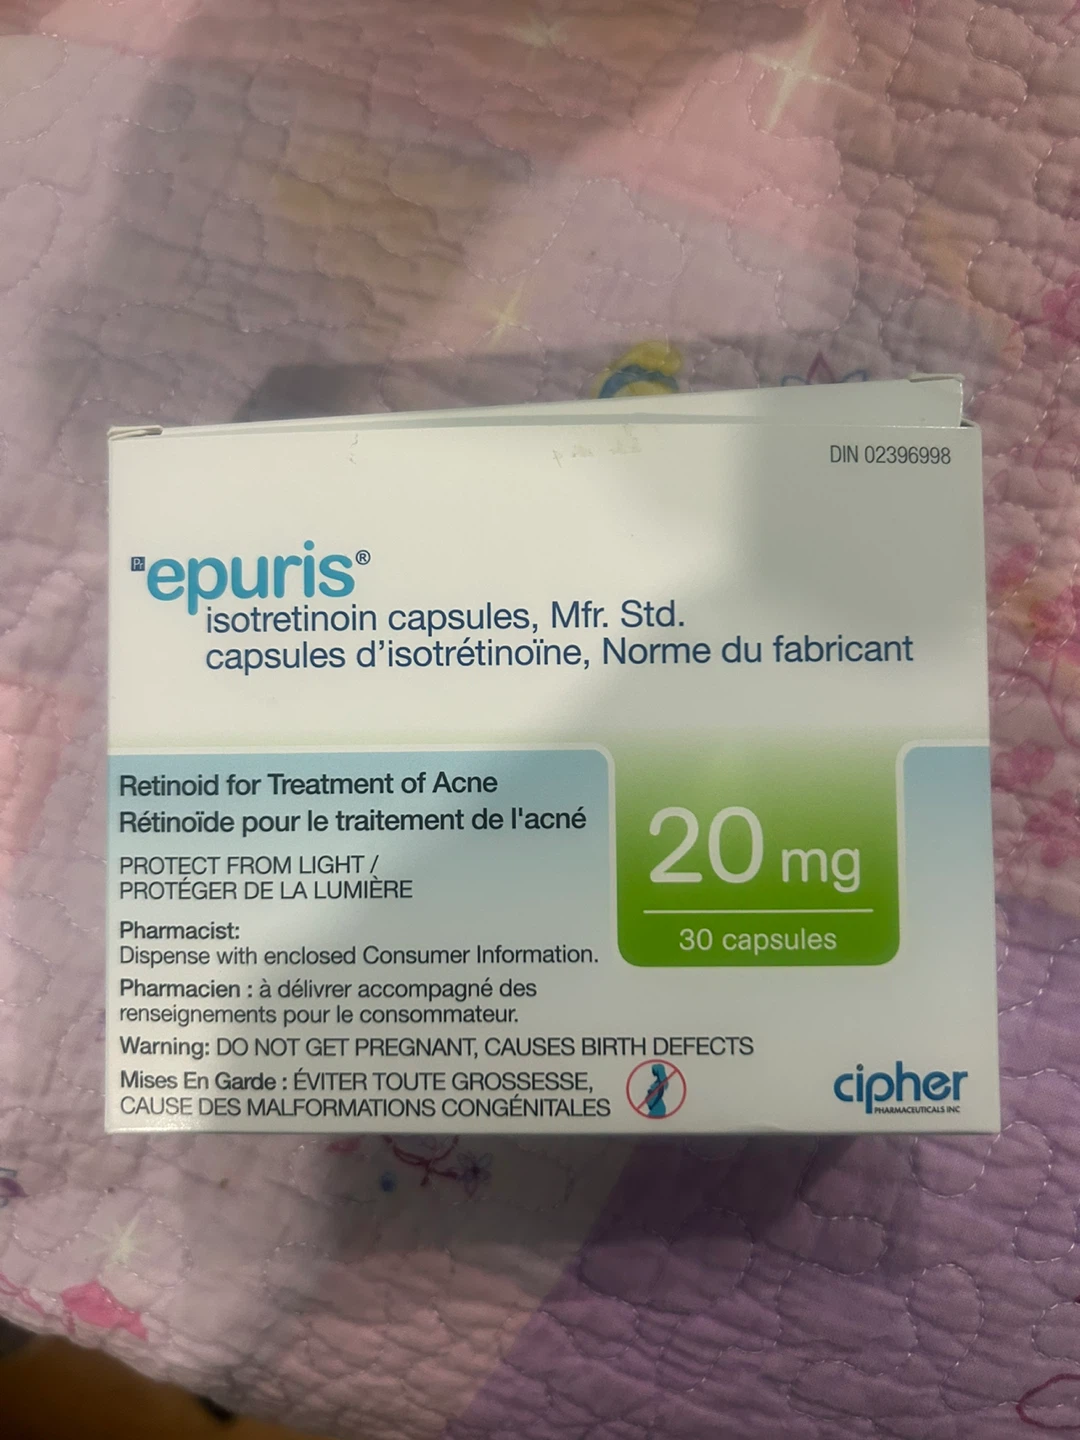 DIN 02396998
Pr epuris®
isotretinoin capsules, Mfr. Std.
capsules d'isotrétinoïne, Norme du fabricant
Retinoid for Treatment of Acne
Rétinoïde pour le traitement de l'acné
PROTECT FROM LIGHT /
PROTÉGER DE LA LUMIÈRE
20 mg
30 capsules
Pharmacist:
Dispense with enclosed Consumer Information.
Pharmacien : à délivrer accompagné des
renseignements pour le consommateur.
Warning: DO NOT GET PREGNANT, CAUSES BIRTH DEFECTS
Mises En Garde : ÉVITER TOUTE GROSSESSE,
CAUSE DES MALFORMATIONS CONGÉNITALES
cipher
PHARMACEUTICALS INC